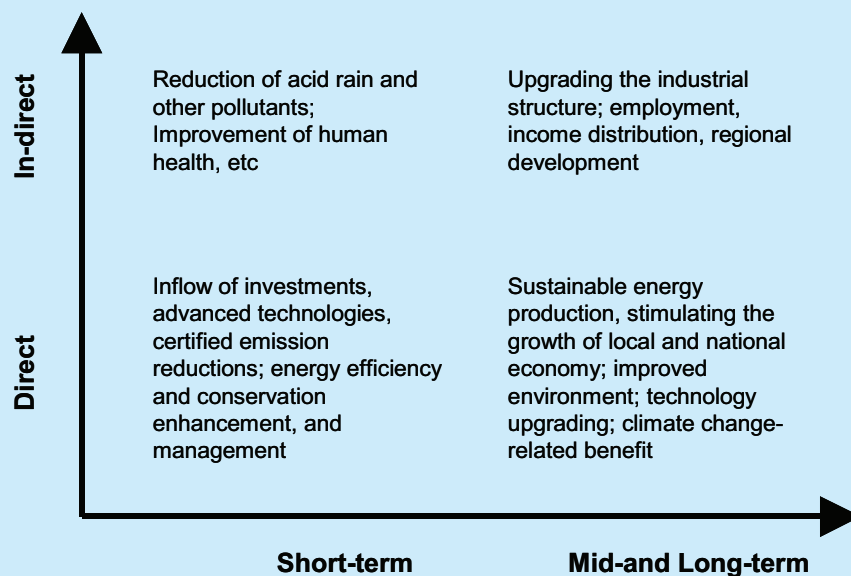 In-direct
Reduction of acid rain and
other pollutants;
Improvement of human
health, etc
Upgrading the industrial
structure; employment,
income distribution, regional
development
Direct
Inflow of investments,
advanced technologies,
certified emission
reductions; energy efficiency
and conservation
enhancement, and
management
Sustainable energy
production, stimulating the
growth of local and national
economy; improved
environment; technology
upgrading; climate change-
related benefit
Short-term
Mid-and Long-term